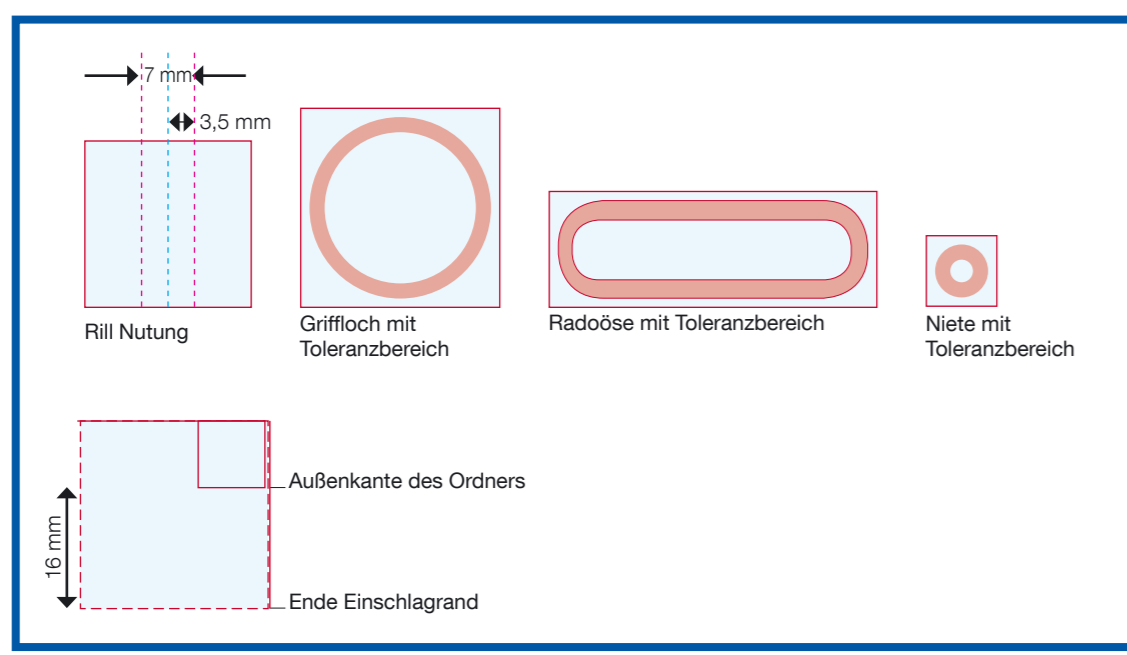 7 mm
3,5 mm
Rill Nutung
Griffloch mit
Toleranzbereich
Radoöse mit Toleranzbereich
Niete mit
Toleranzbereich
Außenkante des Ordners
16 mm
Ende Einschlagrand